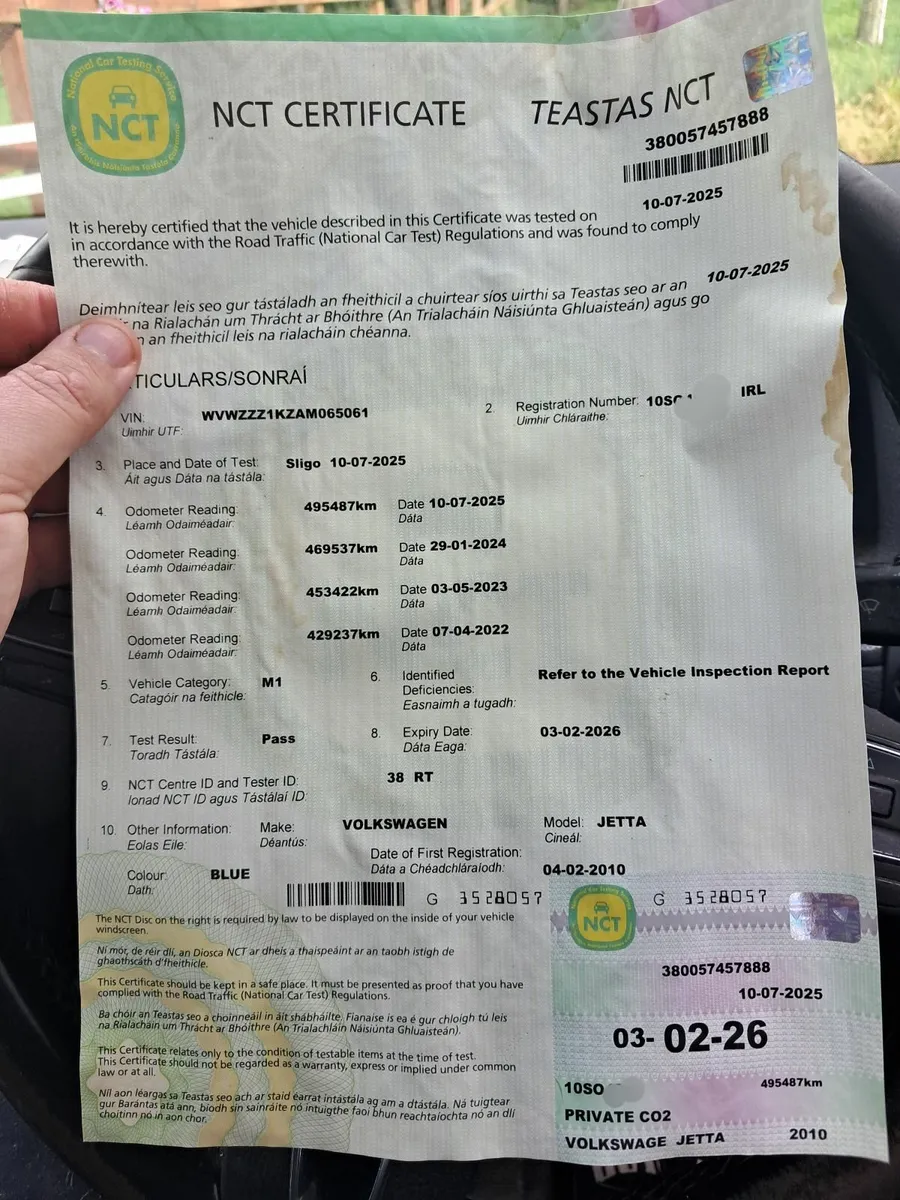 National Car Testing Service
NCT
NCT CERTIFICATE
TEASTAS NCT
380057457888
10-07-2025
It is hereby certified that the vehicle described in this Certificate was tested on
in accordance with the Road Traffic (National Car Test) Regulations and was found to comply
therewith.
Deimhnítear leis seo gur tástáladh an fheithicil a chuirtear síos uirthi sa Teastas seo ar an 10-07-2025
na Rialachán um Thrácht ar Bhóithre (An Trialacháin Náisiúnta Ghluaisteán) agus go
an fheithicil leis na rialacháin chéanna.
TICULARS/SONRAÍ
VIN: WVWZZZ1KZAM065061
Uimhir UTF:
2. Registration Number: 10SO IRL
Uimhir Chláraithe:
3. Place and Date of Test: Sligo 10-07-2025
Áit agus Dáta na tástála:
4. Odometer Reading: 495487km Date 10-07-2025
Léamh Odaiméadair: Dáta
Odometer Reading: 469537km Date 29-01-2024
Léamh Odaiméadair: Dáta
Odometer Reading: 453422km Date 03-05-2023
Léamh Odaiméadair: Dáta
Odometer Reading: 429237km Date 07-04-2022
Léamh Odaiméadair: Dáta
5. Vehicle Category: M1
Catagóir na feithicle:
6. Identified Refer to the Vehicle Inspection Report
Deficiencies:
Easnaimh a tugadh:
7. Test Result: Pass
Toradh Tástála:
8. Expiry Date: 03-02-2026
Dáta Eaga:
9. NCT Centre ID and Tester ID: 38 RT
Ionad NCT ID agus Tástálaí ID:
10. Other Information: Make: VOLKSWAGEN Model: JETTA
Eolas Eile: Déantús: Cineál:
Date of First Registration:
Colour: BLUE Dáta a Chéadchláraíodh: 04-02-2010
Dath:
G 3528057
G 3528057
The NCT Disc on the right is required by law to be displayed on the inside of your vehicle
windscreen.
Ní mór, de réir dlí, an Diosca NCT ar dheis a thaispeáint ar an taobh istigh de
ghaothscáth d'fheithicle.
This Certificate should be kept in a safe place. It must be presented as proof that you have
complied with the Road Traffic (National Car Test) Regulations.
Ba chóir an Teastas seo a choinneáil in áit shábháilte. Fianaise is ea é gur chloigh tú leis
na Rialacháin um Thrácht ar Bhóithre (An Trialachláin Náisiúnta Ghluaisteán).
This Certificate relates only to the condition of testable items at the time of test.
This Certificate should not be regarded as a warranty, express or implied under common
law or at all.
Níl aon léargas sa Teastas seo ach ar staid earraí intástála ag am a dtástála. Ná tuigtear
gur Barántas atá ann, bíodh sin sainráite nó intuigthe faoi bhun reachtaíochta nó an dlí
choitinn nó in aon chor.
NCT
380057457888
10-07-2025
03-02-26
10SO 495487km
PRIVATE CO2
VOLKSWAGE JETTA 2010